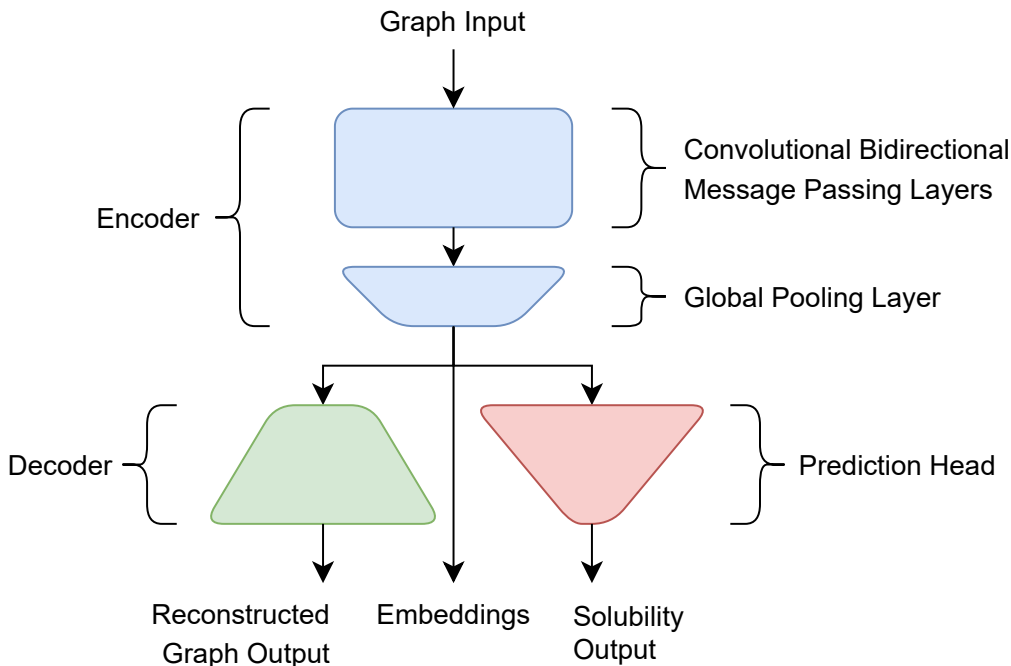 Graph Input
Convolutional Bidirectional
Message Passing Layers
Encoder
Global Pooling Layer
Decoder
Prediction Head
Reconstructed
Graph Output
Embeddings
Solubility
Output